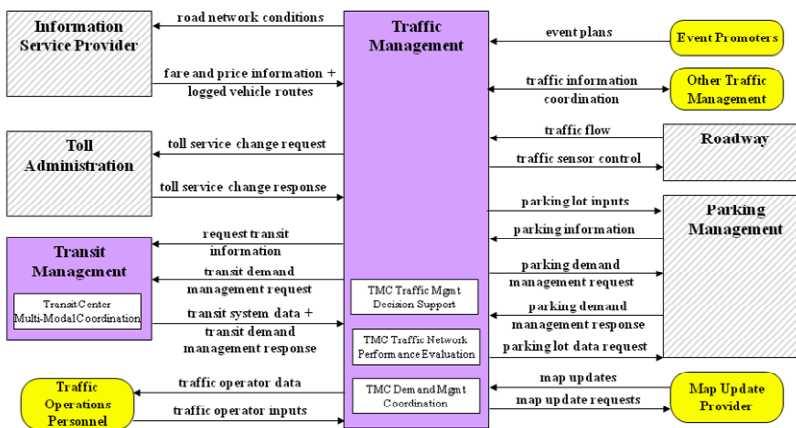 Information
Service Provider
road network conditions
fare and price information +
logged vehicle routes
Toll
Administration
toll service change request
toll service change response
Transit
Management
Transit Center
Multi-Modal Coordination
request transit
information
transit demand
management request
transit system data +
transit demand
management response
Traffic
Operations
Personnel
traffic operator data
traffic operator inputs
Traffic
Management
TMC Traffic Mgmt
Decision Support
TMC Traffic Network
Performance Evaluation
TMC Demand Mgmt
Coordination
event plans
Event Promoters
traffic information
coordination
Other Traffic
Management
traffic flow
traffic sensor control
Roadway
parking lot inputs
parking information
parking demand
management request
parking demand
management response
parking lot data request
Parking
Management
map updates
map update requests
Map Update
Provider